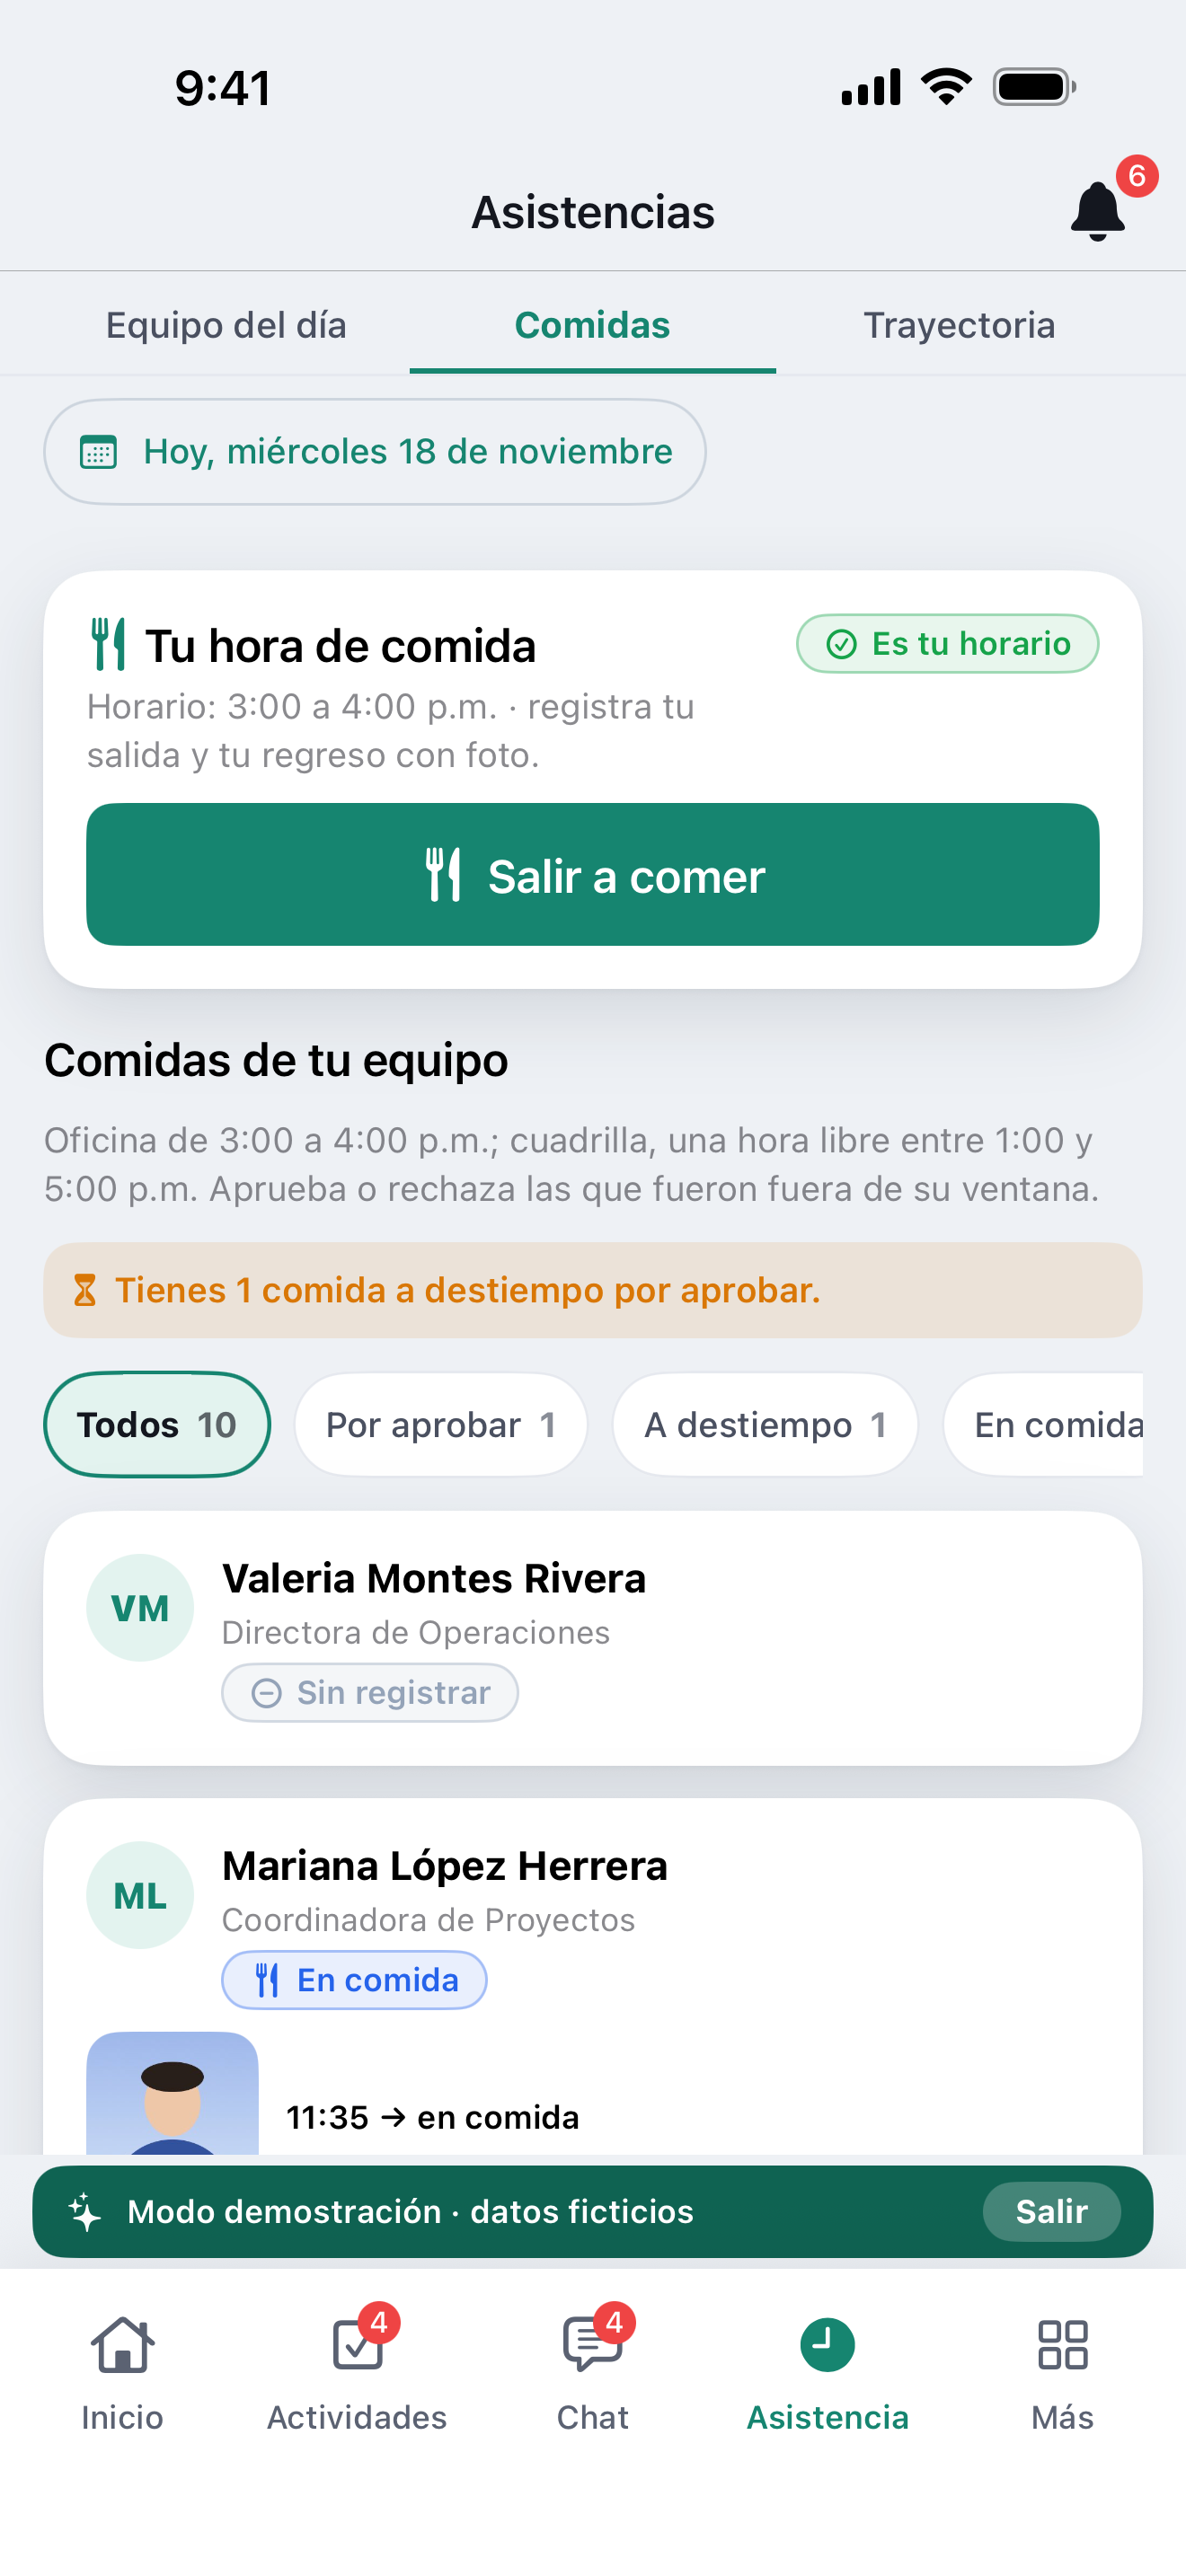 9:41
Asistencias
6
Equipo del día
Comidas
Trayectoria
Hoy, miércoles 18 de noviembre
Tu hora de comida
Es tu horario
Horario: 3:00 a 4:00 p.m. · registra tu
salida y tu regreso con foto.
Salir a comer
Comidas de tu equipo
Oficina de 3:00 a 4:00 p.m.; cuadrilla, una hora libre entre 1:00 y
5:00 p.m. Aprueba o rechaza las que fueron fuera de su ventana.
Tienes 1 comida a destiempo por aprobar.
Todos 10
Por aprobar 1
A destiempo 1
En comida
VM
Valeria Montes Rivera
Directora de Operaciones
Sin registrar
ML
Mariana López Herrera
Coordinadora de Proyectos
En comida
11:35 → en comida
Modo demostración · datos ficticios
Salir
4
4
Inicio
Actividades
Chat
Asistencia
Más